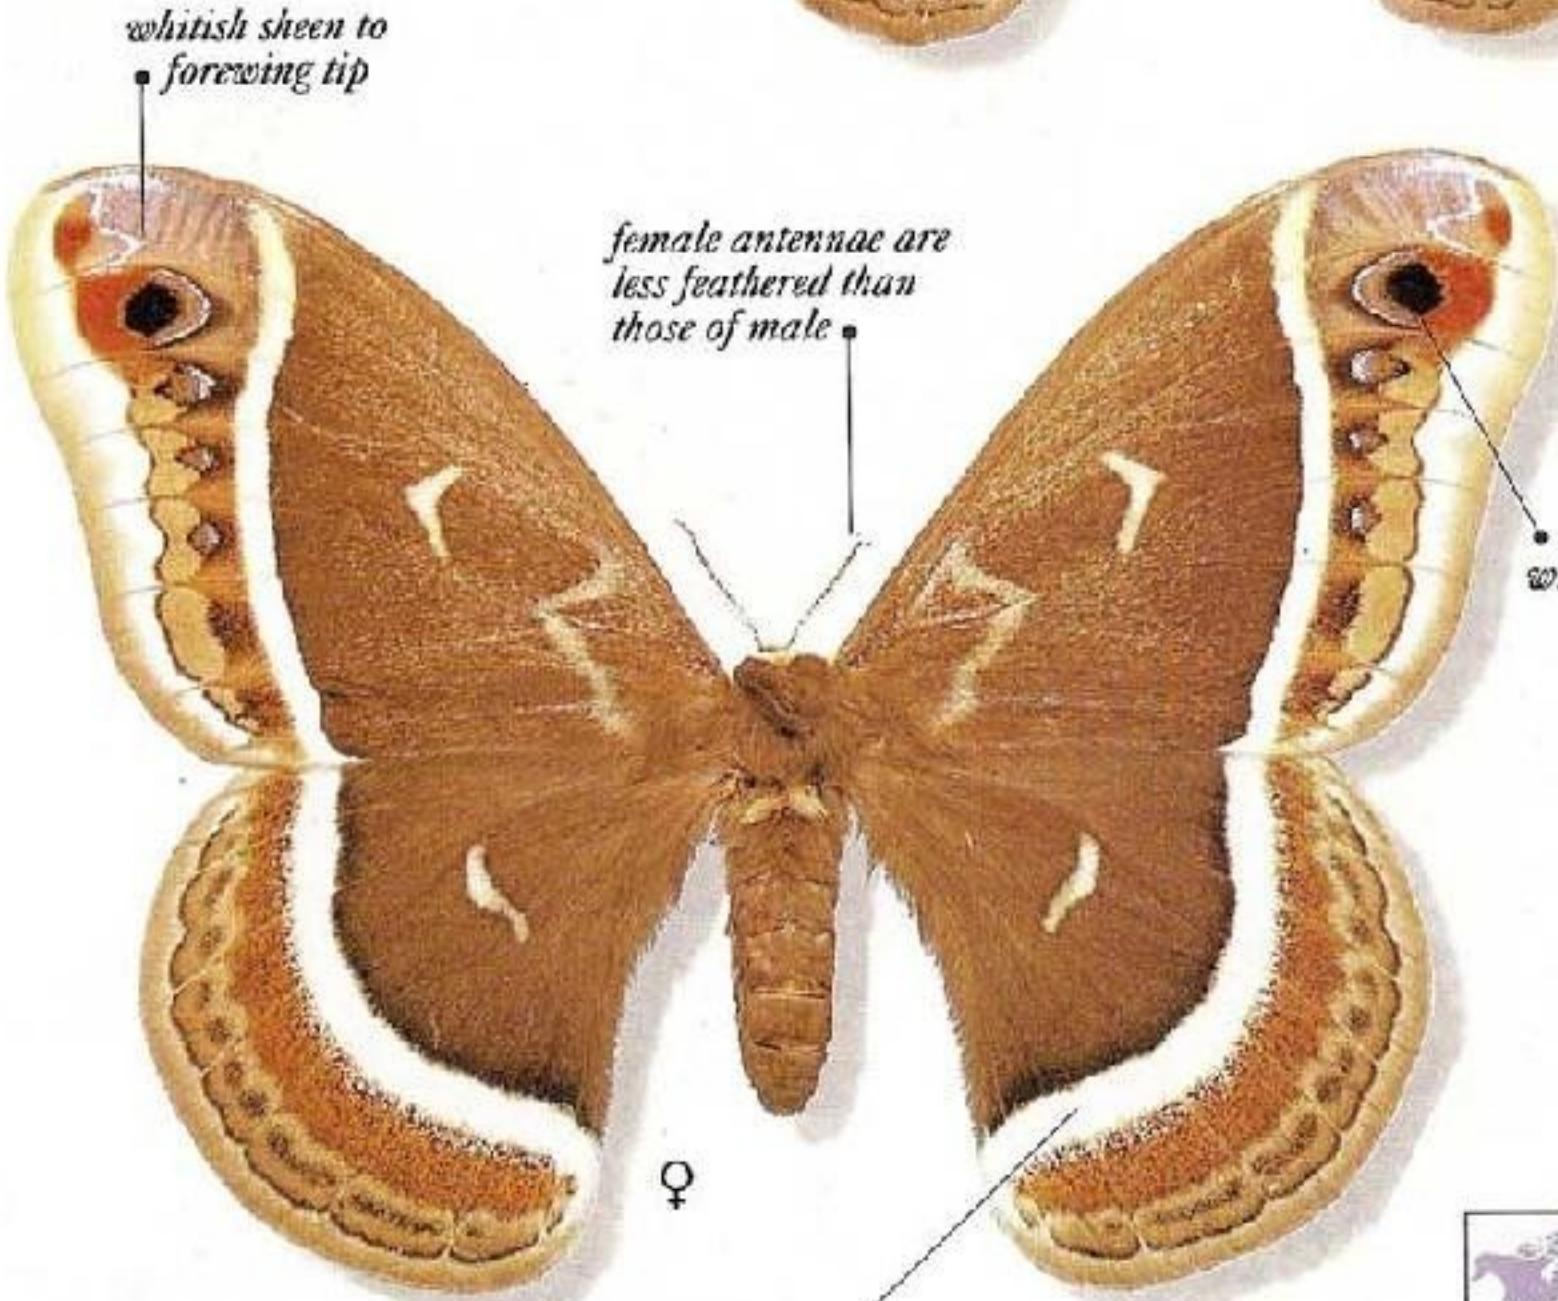 whitish sheen to
forewing tip
female antennae are
less feathered than
those of male
♀